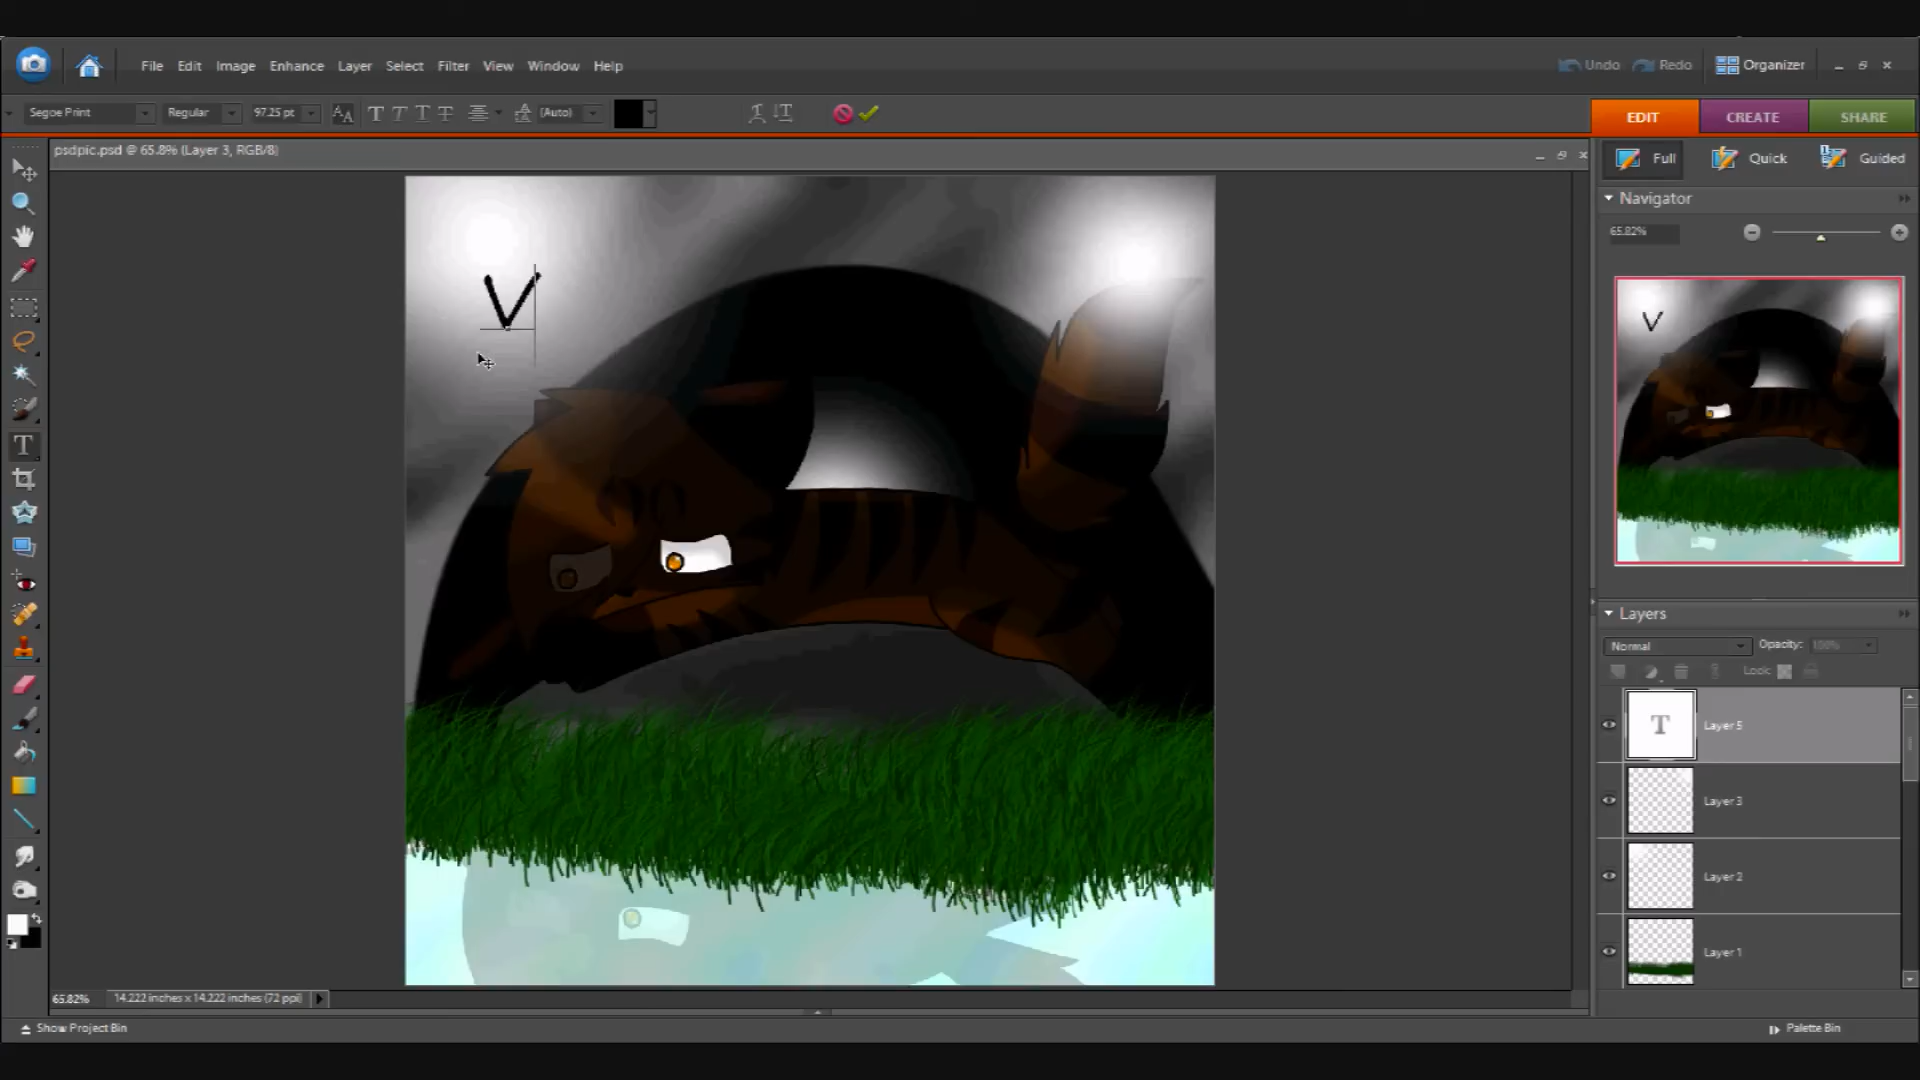 File Edit Image Enhance Layer Select Filter View Window Help
Undo Redo Organizer
Segoe Print Regular 97.25 pt (Auto)
EDIT CREATE SHARE
psdpic.psd @ 65.8% (Layer 3, RGB/8)
Full Quick Guided
Navigator
65.82%
V
Layers
Normal Opacity: 100%
Lock:
T Layer 5
Layer 3
Layer 2
Layer 1
65.82% 14.222 inches x 14.222 inches (72 ppi)
Show Project Bin
Palette Bin